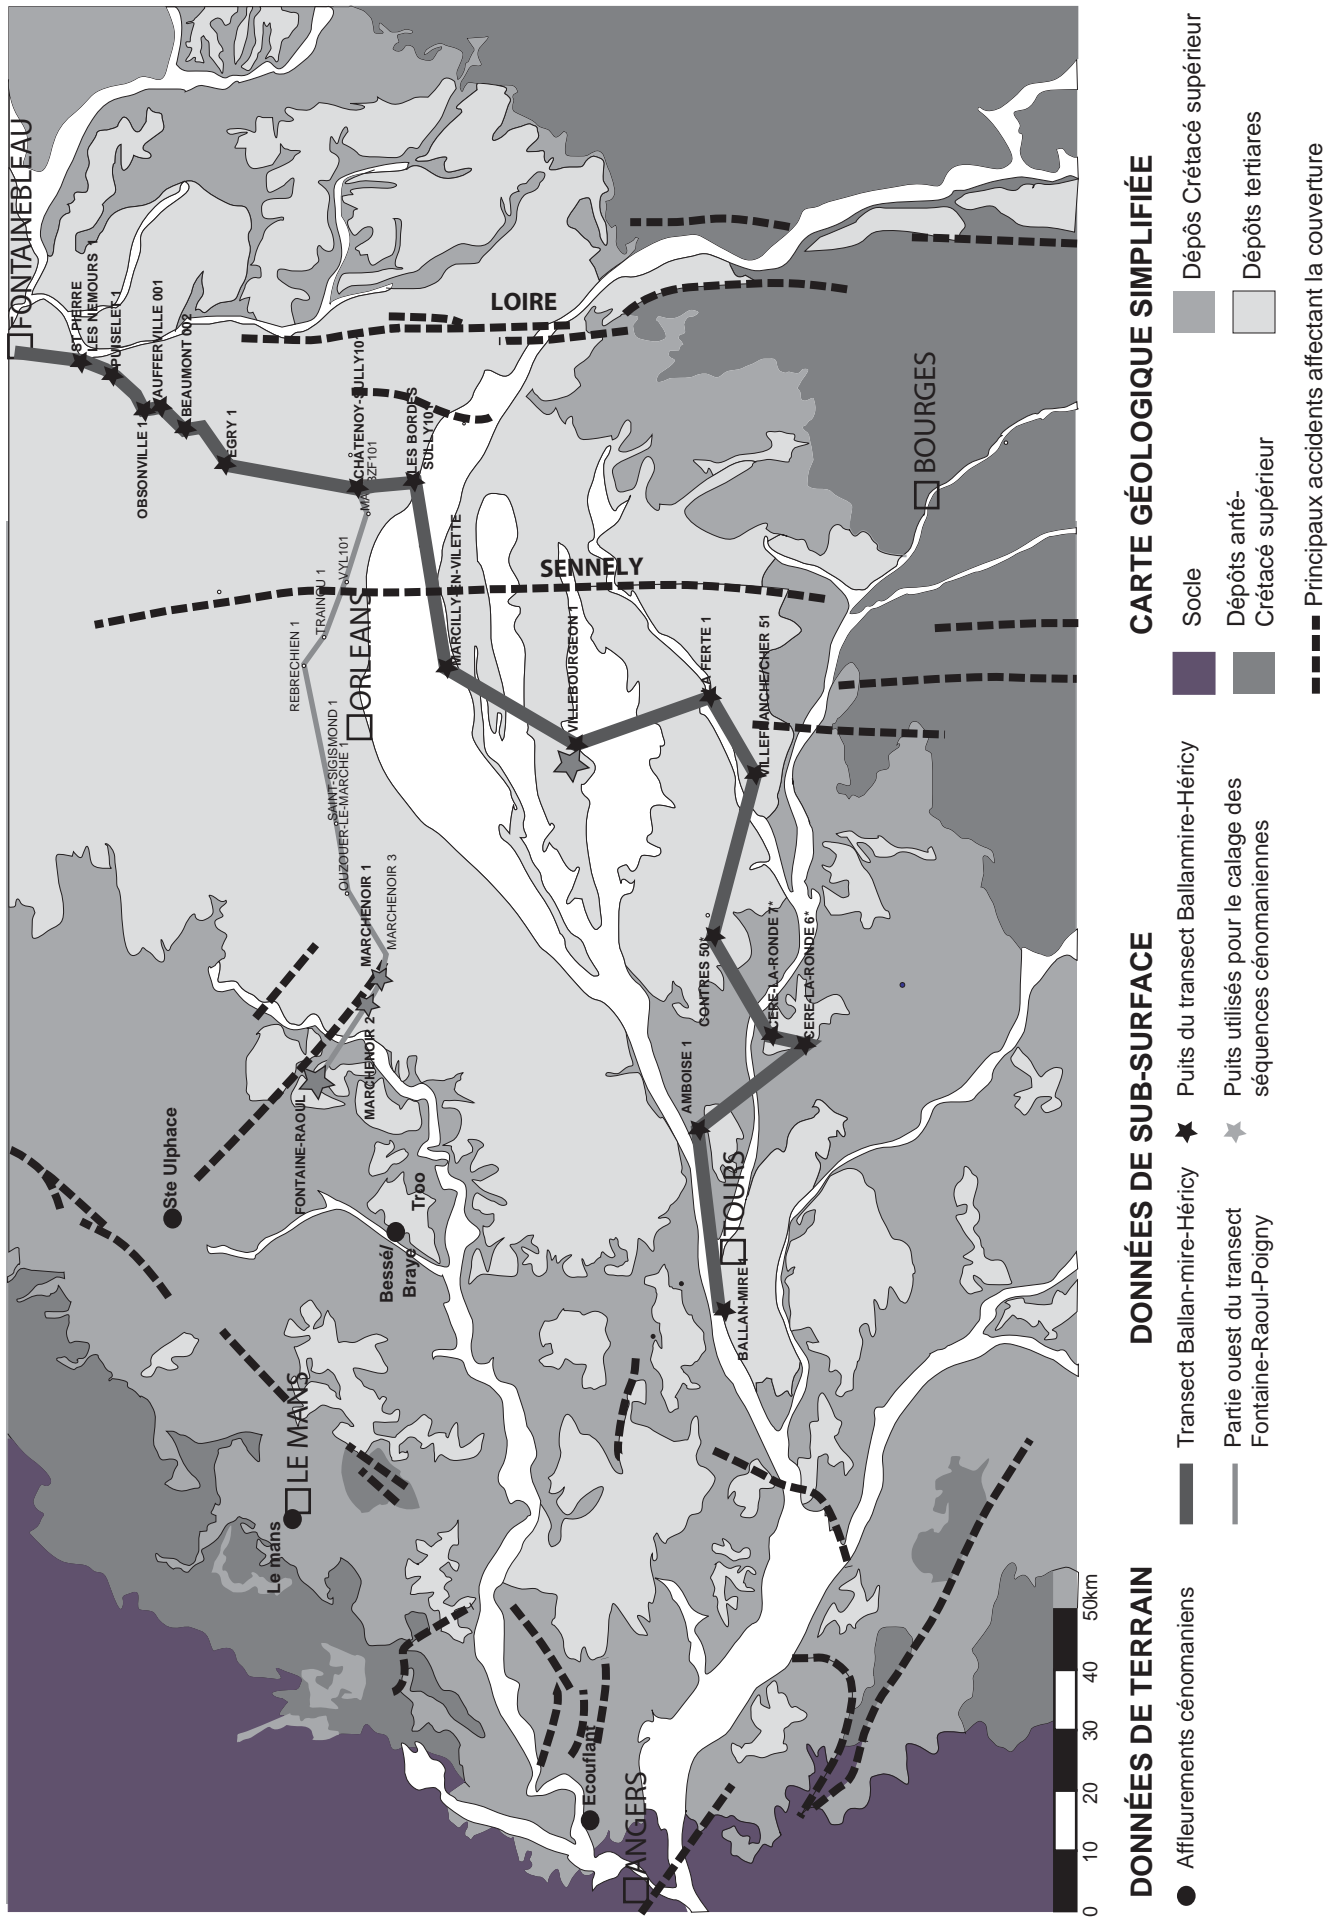 FONTAINEBLEAU
ST PIERRE
LES NEMOURS 1
PUISELET 1
AUFFERVILLE 001
OBSONVILLE 1
BEAUMONT 002
EGRY 1
CHÂTENOY-SULLY101
LES BORDES
SULLY101
VYL101
TRAINOU 1
REBRECHIEN 1
SAINT-SIGISMOND 1
OUZOUER-LE-MARCHE 1
MARCHENOIR 1
MARCHENOIR 3
MARCHENOIR 2
FONTAINE-RAOUL
ORLEANS
LOIRE
SENNELY
MARCILLY-EN-VILETTE
VILLEBOURGEON 1
LA FERTE 1
VILLEFRANCHE/CHER 51
BOURGES
CONTRES 50*
CERE-LA-RONDE 7*
CERE-LA-RONDE 6*
AMBOISE 1
TOURS
BALLAN-MIRE 1
Ste Ulphace
Troo
Bessé/
Braye
LE MANS
Le mans
Ecouflant
ANGERS
0 10 20 30 40 50km
DONNÉES DE TERRAIN
Affleurements cénomaniens
DONNÉES DE SUB-SURFACE
Transect Ballan-mire-Héricy
Partie ouest du transect
Fontaine-Raoul-Poigny
Puits du transect Ballanmire-Héricy
Puits utilisés pour le calage des
séquences cénomaniennes
CARTE GÉOLOGIQUE SIMPLIFIÉE
Socle
Dépôts anté-
Crétacé supérieur
Dépôs Crétacé supérieur
Dépôts tertiares
Principaux accidents affectant la couverture